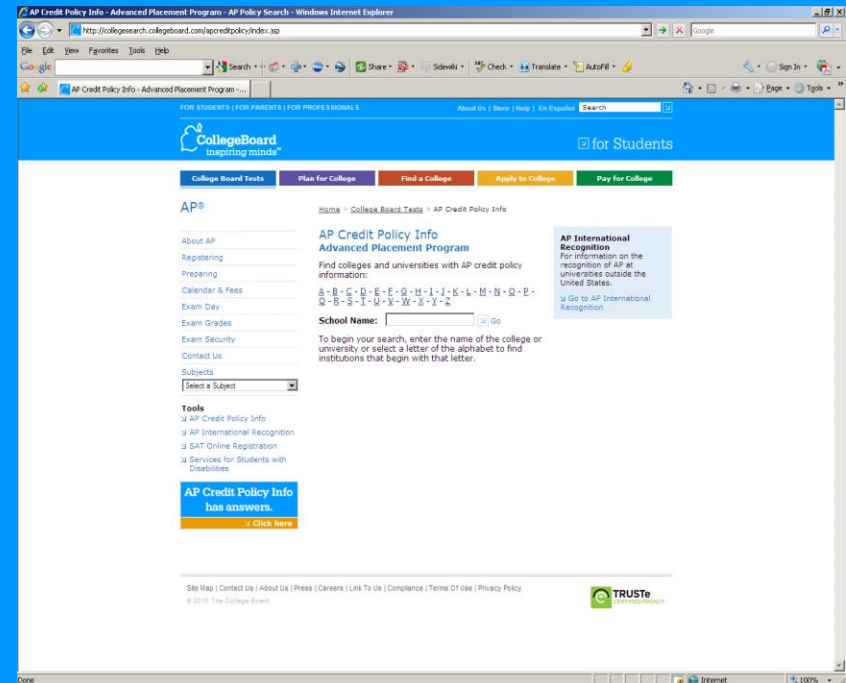 AP Credit Policy Info - Advanced Placement Program - AP Policy Search - Windows Internet Explorer
http://collegesearch.collegeboard.com/apcreditpolicy/index.jsp
Google
File Edit View Favorites Tools Help
Google Search Share Sidewiki Check Translate AutoFill Sign In
AP Credit Policy Info - Advanced Placement Program -... Page Tools
FOR STUDENTS | FOR PARENTS | FOR PROFESSIONALS About Us | Store | Help | En Español Search
CollegeBoard
inspiring minds™
for Students
College Board Tests Plan for College Find a College Apply to College Pay for College
AP®
About AP
Registering
Preparing
Calendar & Fees
Exam Day
Exam Grades
Exam Security
Contact Us
Subjects
Select a Subject
Tools
AP Credit Policy Info
AP International Recognition
SAT Online Registration
Services for Students with
Disabilities
AP Credit Policy Info
has answers.
Click here
Home > College Board Tests > AP Credit Policy Info
AP Credit Policy Info
Advanced Placement Program
Find colleges and universities with AP credit policy
information:
A - B - C - D - E - F - G - H - I - J - K - L - M - N - O - P -
Q - R - S - T - U - V - W - X - Y - Z
School Name: Go
To begin your search, enter the name of the college or
university or select a letter of the alphabet to find
institutions that begin with that letter.
AP International
Recognition
For information on the
recognition of AP at
universities outside the
United States.
Go to AP International
Recognition
Site Map | Contact Us | About Us | Press | Careers | Link To Us | Compliance | Terms Of Use | Privacy Policy
© 2010 The College Board
TRUSTe
CERTIFIED PRIVACY
Done Internet 100%